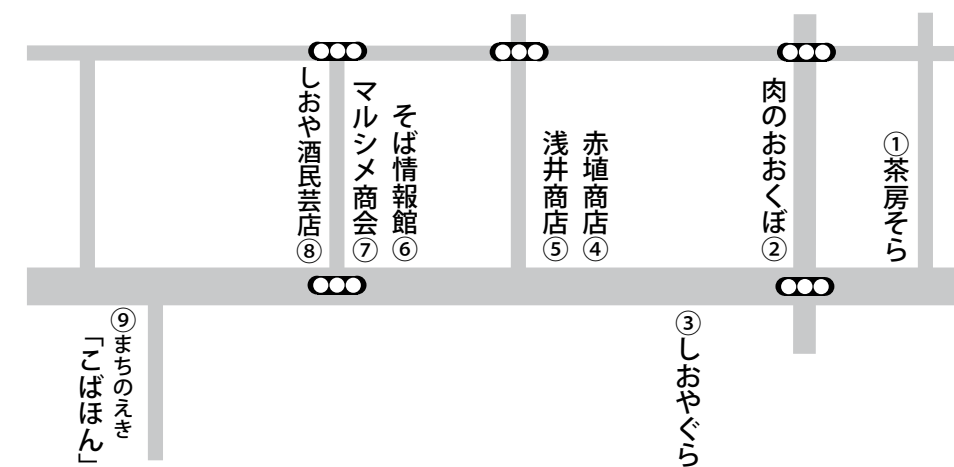 ①茶房そら
肉のおおくぼ②
③しおやぐら
赤埴商店④
浅井商店⑤
そば情報館⑥
マルシメ商会⑦
しおや酒民芸店⑧
⑨まちのえき
「こばほん」